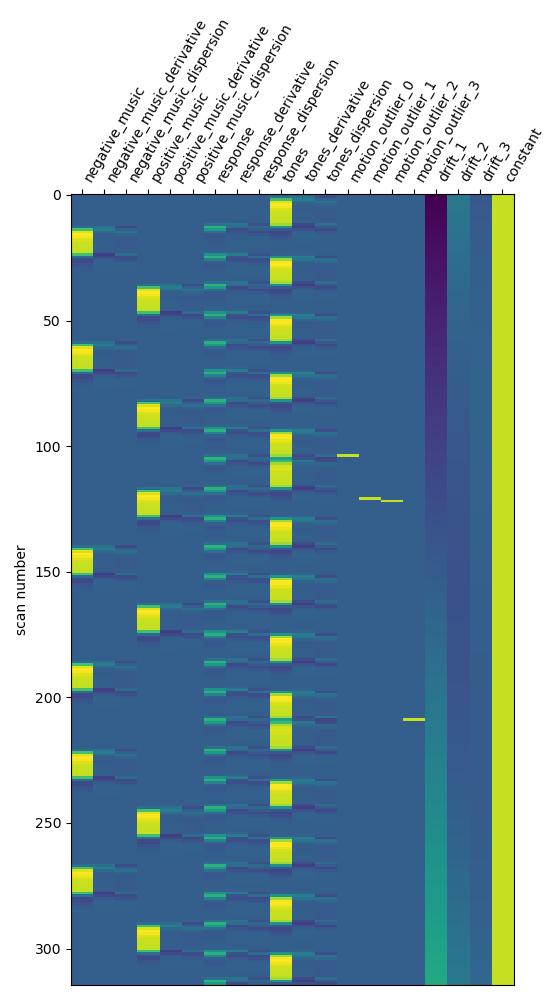 negative_music
negative_music_derivative
negative_music_dispersion
positive_music
positive_music_derivative
positive_music_dispersion
response
response_derivative
response_dispersion
tones
tones_derivative
tones_dispersion
motion_outlier_0
motion_outlier_1
motion_outlier_2
motion_outlier_3
drift_1
drift_2
drift_3
constant
0
50
100
150
200
250
300
scan number